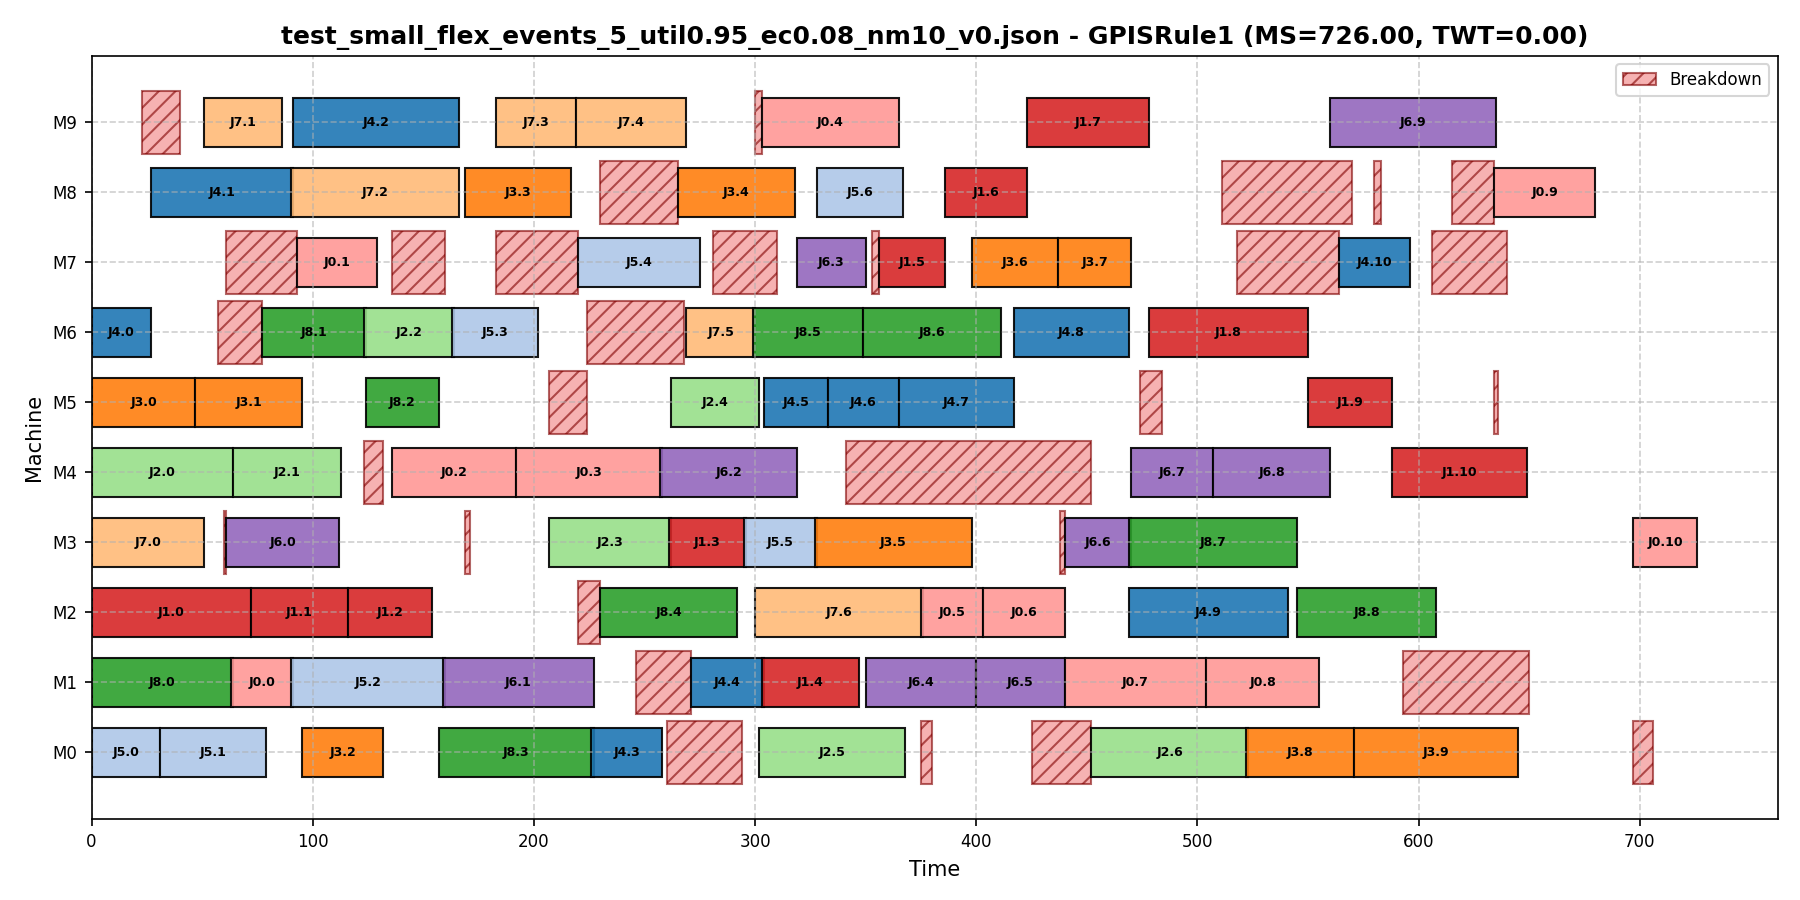 test_small_flex_events_5_util0.95_ec0.08_nm10_v0.json - GPISRule1 (MS=726.00, TWT=0.00)
Breakdown
M9 J7.1 J4.2 J7.3 J7.4 J0.4 J1.7 J6.9
M8 J4.1 J7.2 J3.3 J3.4 J5.6 J1.6 J0.9
M7 J0.1 J5.4 J6.3 J1.5 J3.6 J3.7 J4.10
M6 J4.0 J8.1 J2.2 J5.3 J7.5 J8.5 J8.6 J4.8 J1.8
M5 J3.0 J3.1 J8.2 J2.4 J4.5 J4.6 J4.7 J1.9
M4 J2.0 J2.1 J0.2 J0.3 J6.2 J6.7 J6.8 J1.10
M3 J7.0 J6.0 J2.3 J1.3 J5.5 J3.5 J6.6 J8.7 J0.10
M2 J1.0 J1.1 J1.2 J8.4 J7.6 J0.5 J0.6 J4.9 J8.8
M1 J8.0 J0.0 J5.2 J6.1 J4.4 J1.4 J6.4 J6.5 J0.7 J0.8
M0 J5.0 J5.1 J3.2 J8.3 J4.3 J2.5 J2.6 J3.8 J3.9
0 100 200 300 400 500 600 700
Time
Machine